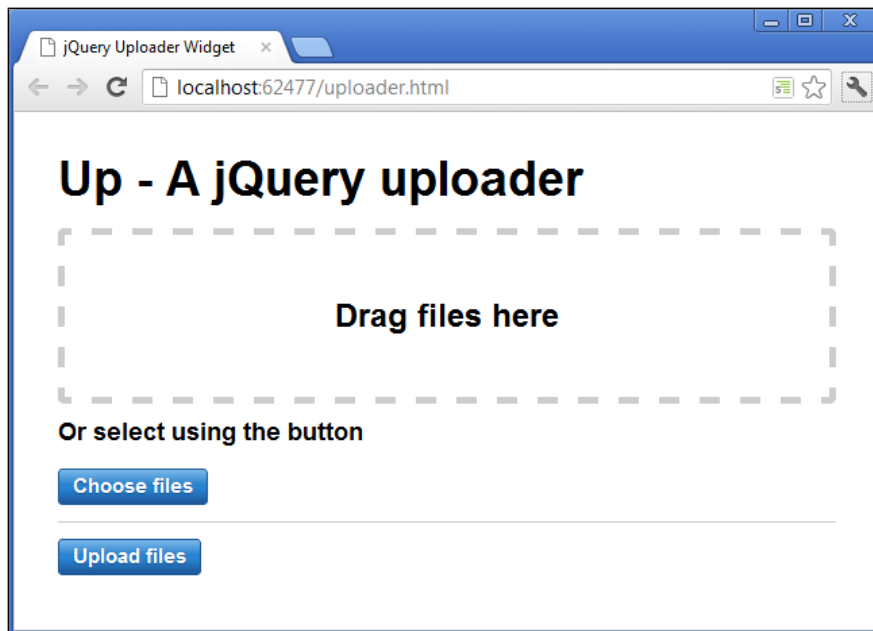 jQuery Uploader Widget
localhost:62477/uploader.html
Up - A jQuery uploader
Drag files here
Or select using the button
Choose files
Upload files